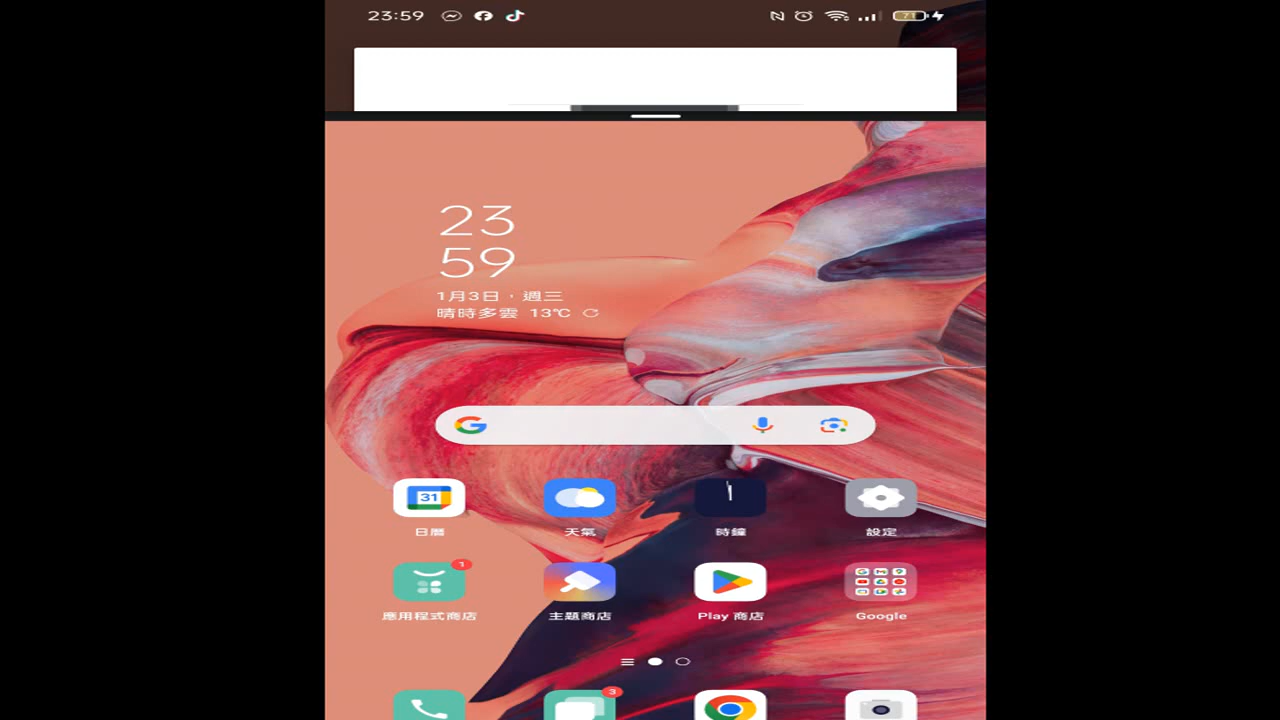 23:59
71
23
59
1月3日，週三
晴時多雲 13°C
31
日曆
天氣
時鐘
設定
1
應用程式商店
主題商店
Play 商店
Google
3